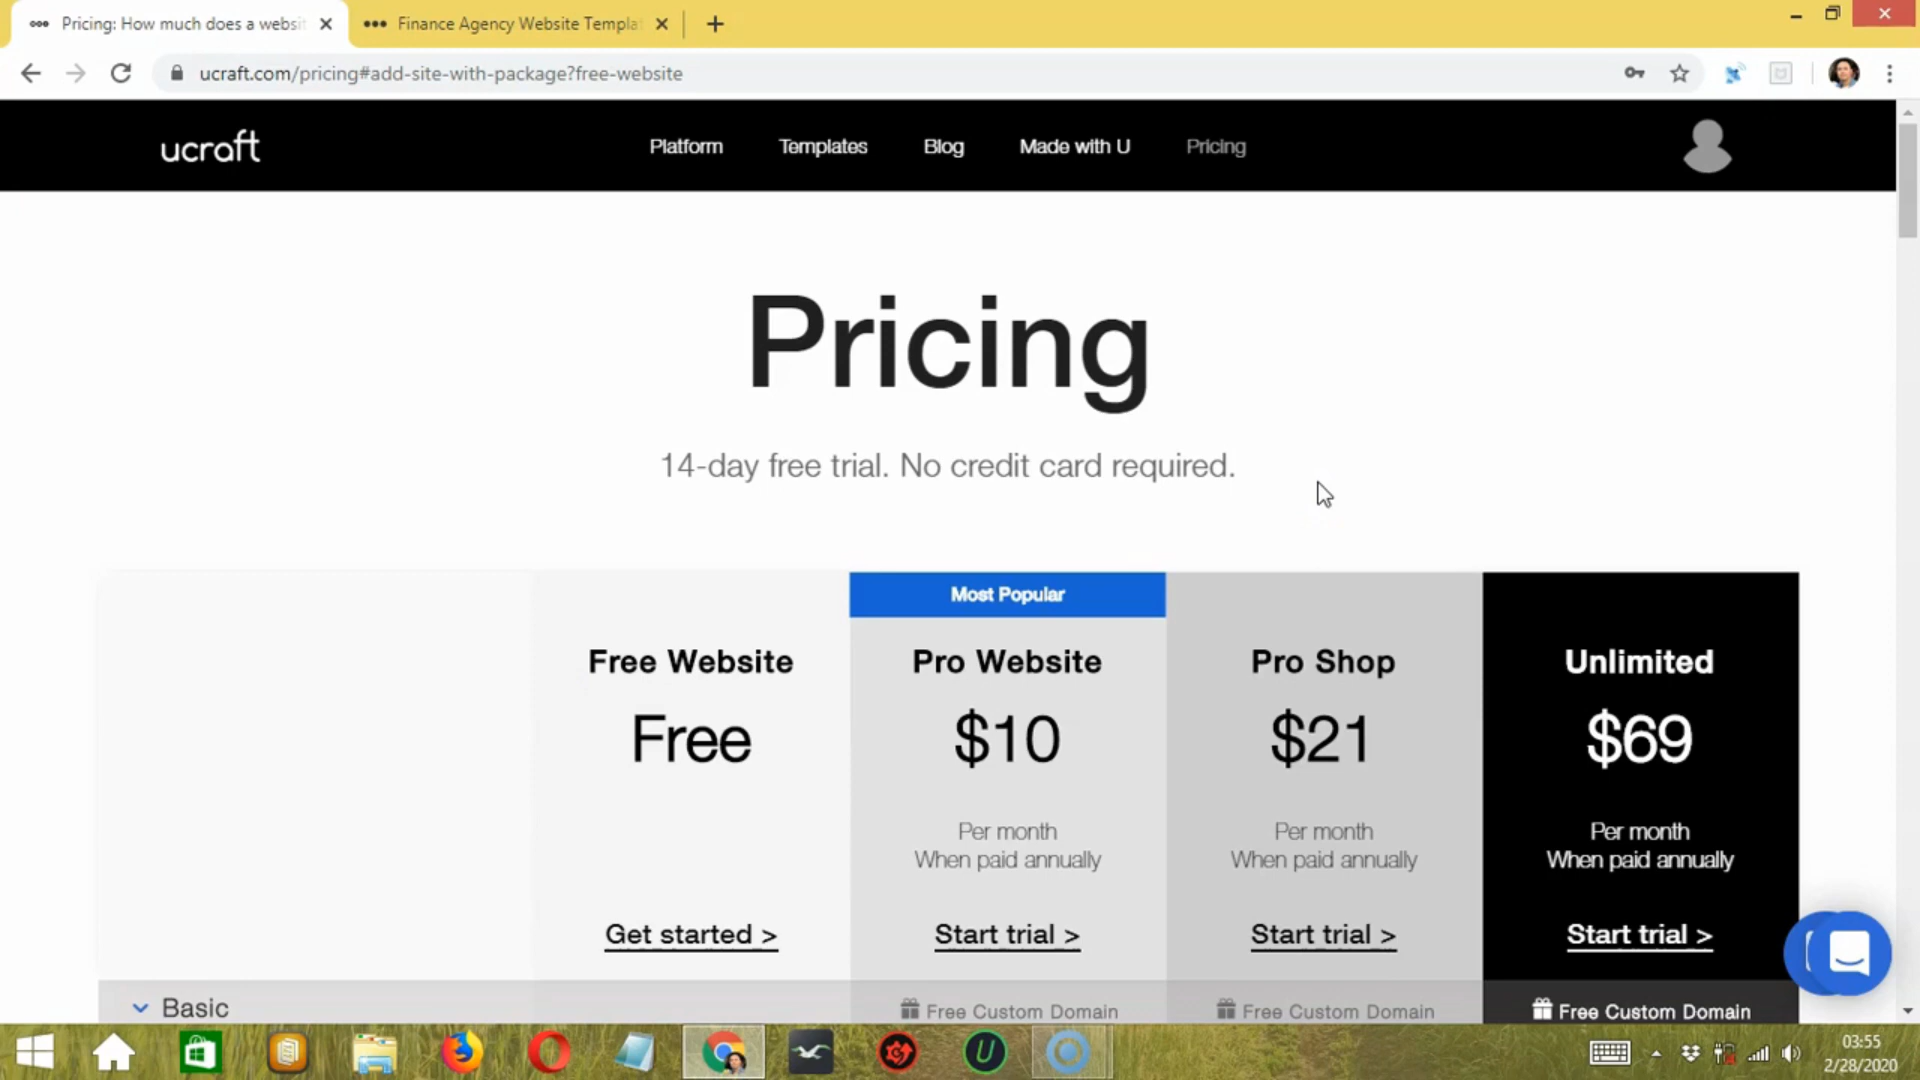 Pricing: How much does a websit
Finance Agency Website Templat
ucraft.com/pricing#add-site-with-package?free-website
ucraft
Platform
Templates
Blog
Made with U
Pricing
Pricing
14-day free trial. No credit card required.
Most Popular
Free Website
Pro Website
Pro Shop
Unlimited
Free
$10
$21
$69
Per month
When paid annually
Per month
When paid annually
Per month
When paid annually
Get started >
Start trial >
Start trial >
Start trial >
Basic
Free Custom Domain
Free Custom Domain
Free Custom Domain
03:55
2/28/2020